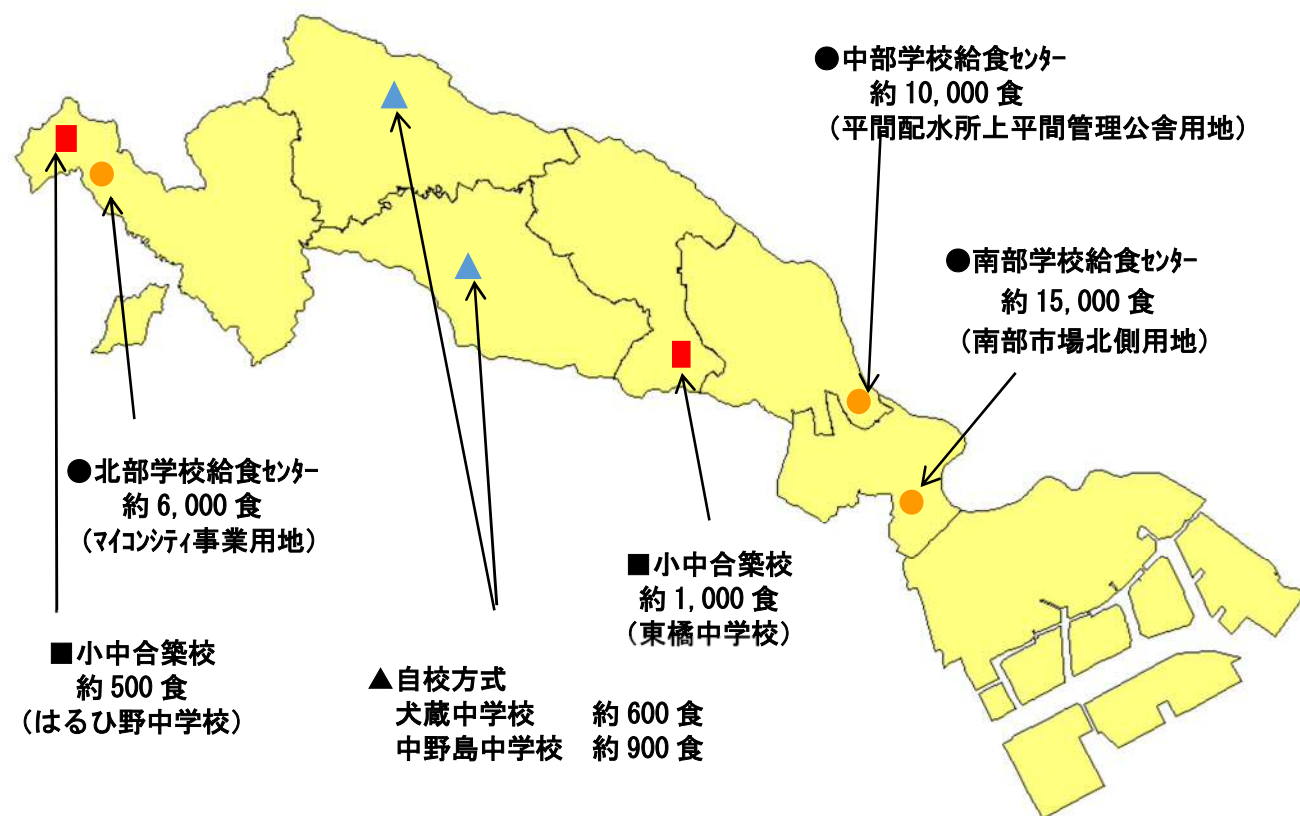 ●中部学校給食センター
約 10,000 食
(平間配水所上平間管理公舎用地)
●南部学校給食センター
約 15,000 食
(南部市場北側用地)
●北部学校給食センター
約 6,000 食
(マイコンシティ事業用地)
■小中合築校
約 1,000 食
(東橘中学校)
■小中合築校
約 500 食
(はるひ野中学校)
▲自校方式
犬蔵中学校 約 600 食
中野島中学校 約 900 食